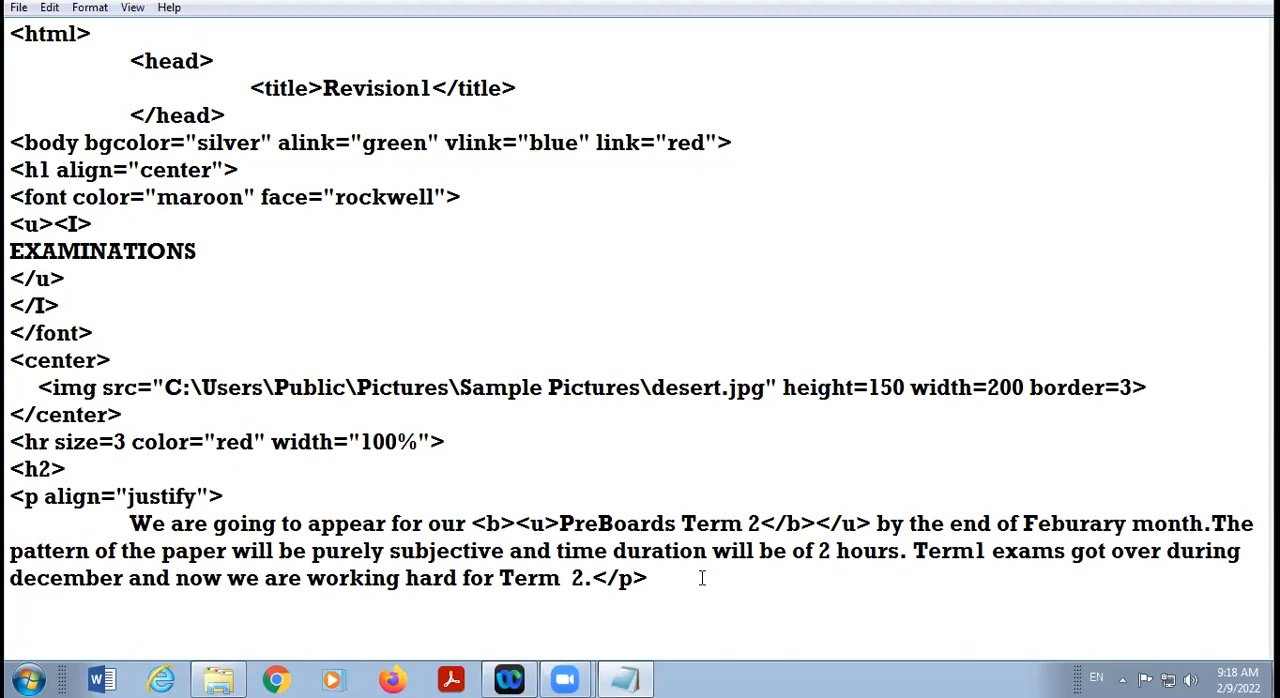 File Edit Format View Help
<html>
<head>
<title>Revision1</title>
</head>
<body bgcolor="silver" alink="green" vlink="blue" link="red">
<h1 align="center">
<font color="maroon" face="rockwell">
<u><I>
EXAMINATIONS
</u>
</I>
</font>
<center>
<img src="C:\Users\Public\Pictures\Sample Pictures\desert.jpg" height=150 width=200 border=3>
</center>
<hr size=3 color="red" width="100%">
<h2>
<p align="justify">
We are going to appear for our <b><u>PreBoards Term 2</b></u> by the end of Feburary month.The
pattern of the paper will be purely subjective and time duration will be of 2 hours. Term1 exams got over during
december and now we are working hard for Term  2.</p>
W
EN
9:18 AM
2/9/2022